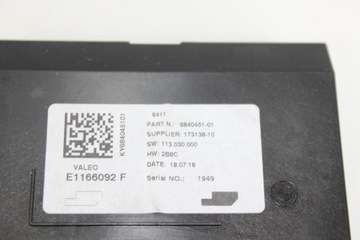 6411
PART N.: 6840451-01
SUPPLIER: 173138-10
SW: 113.030.000
HW: 2B8C
DATE: 18.07.16
Serial NO.: 1949
KY684045101
VALEO
E1166092 F